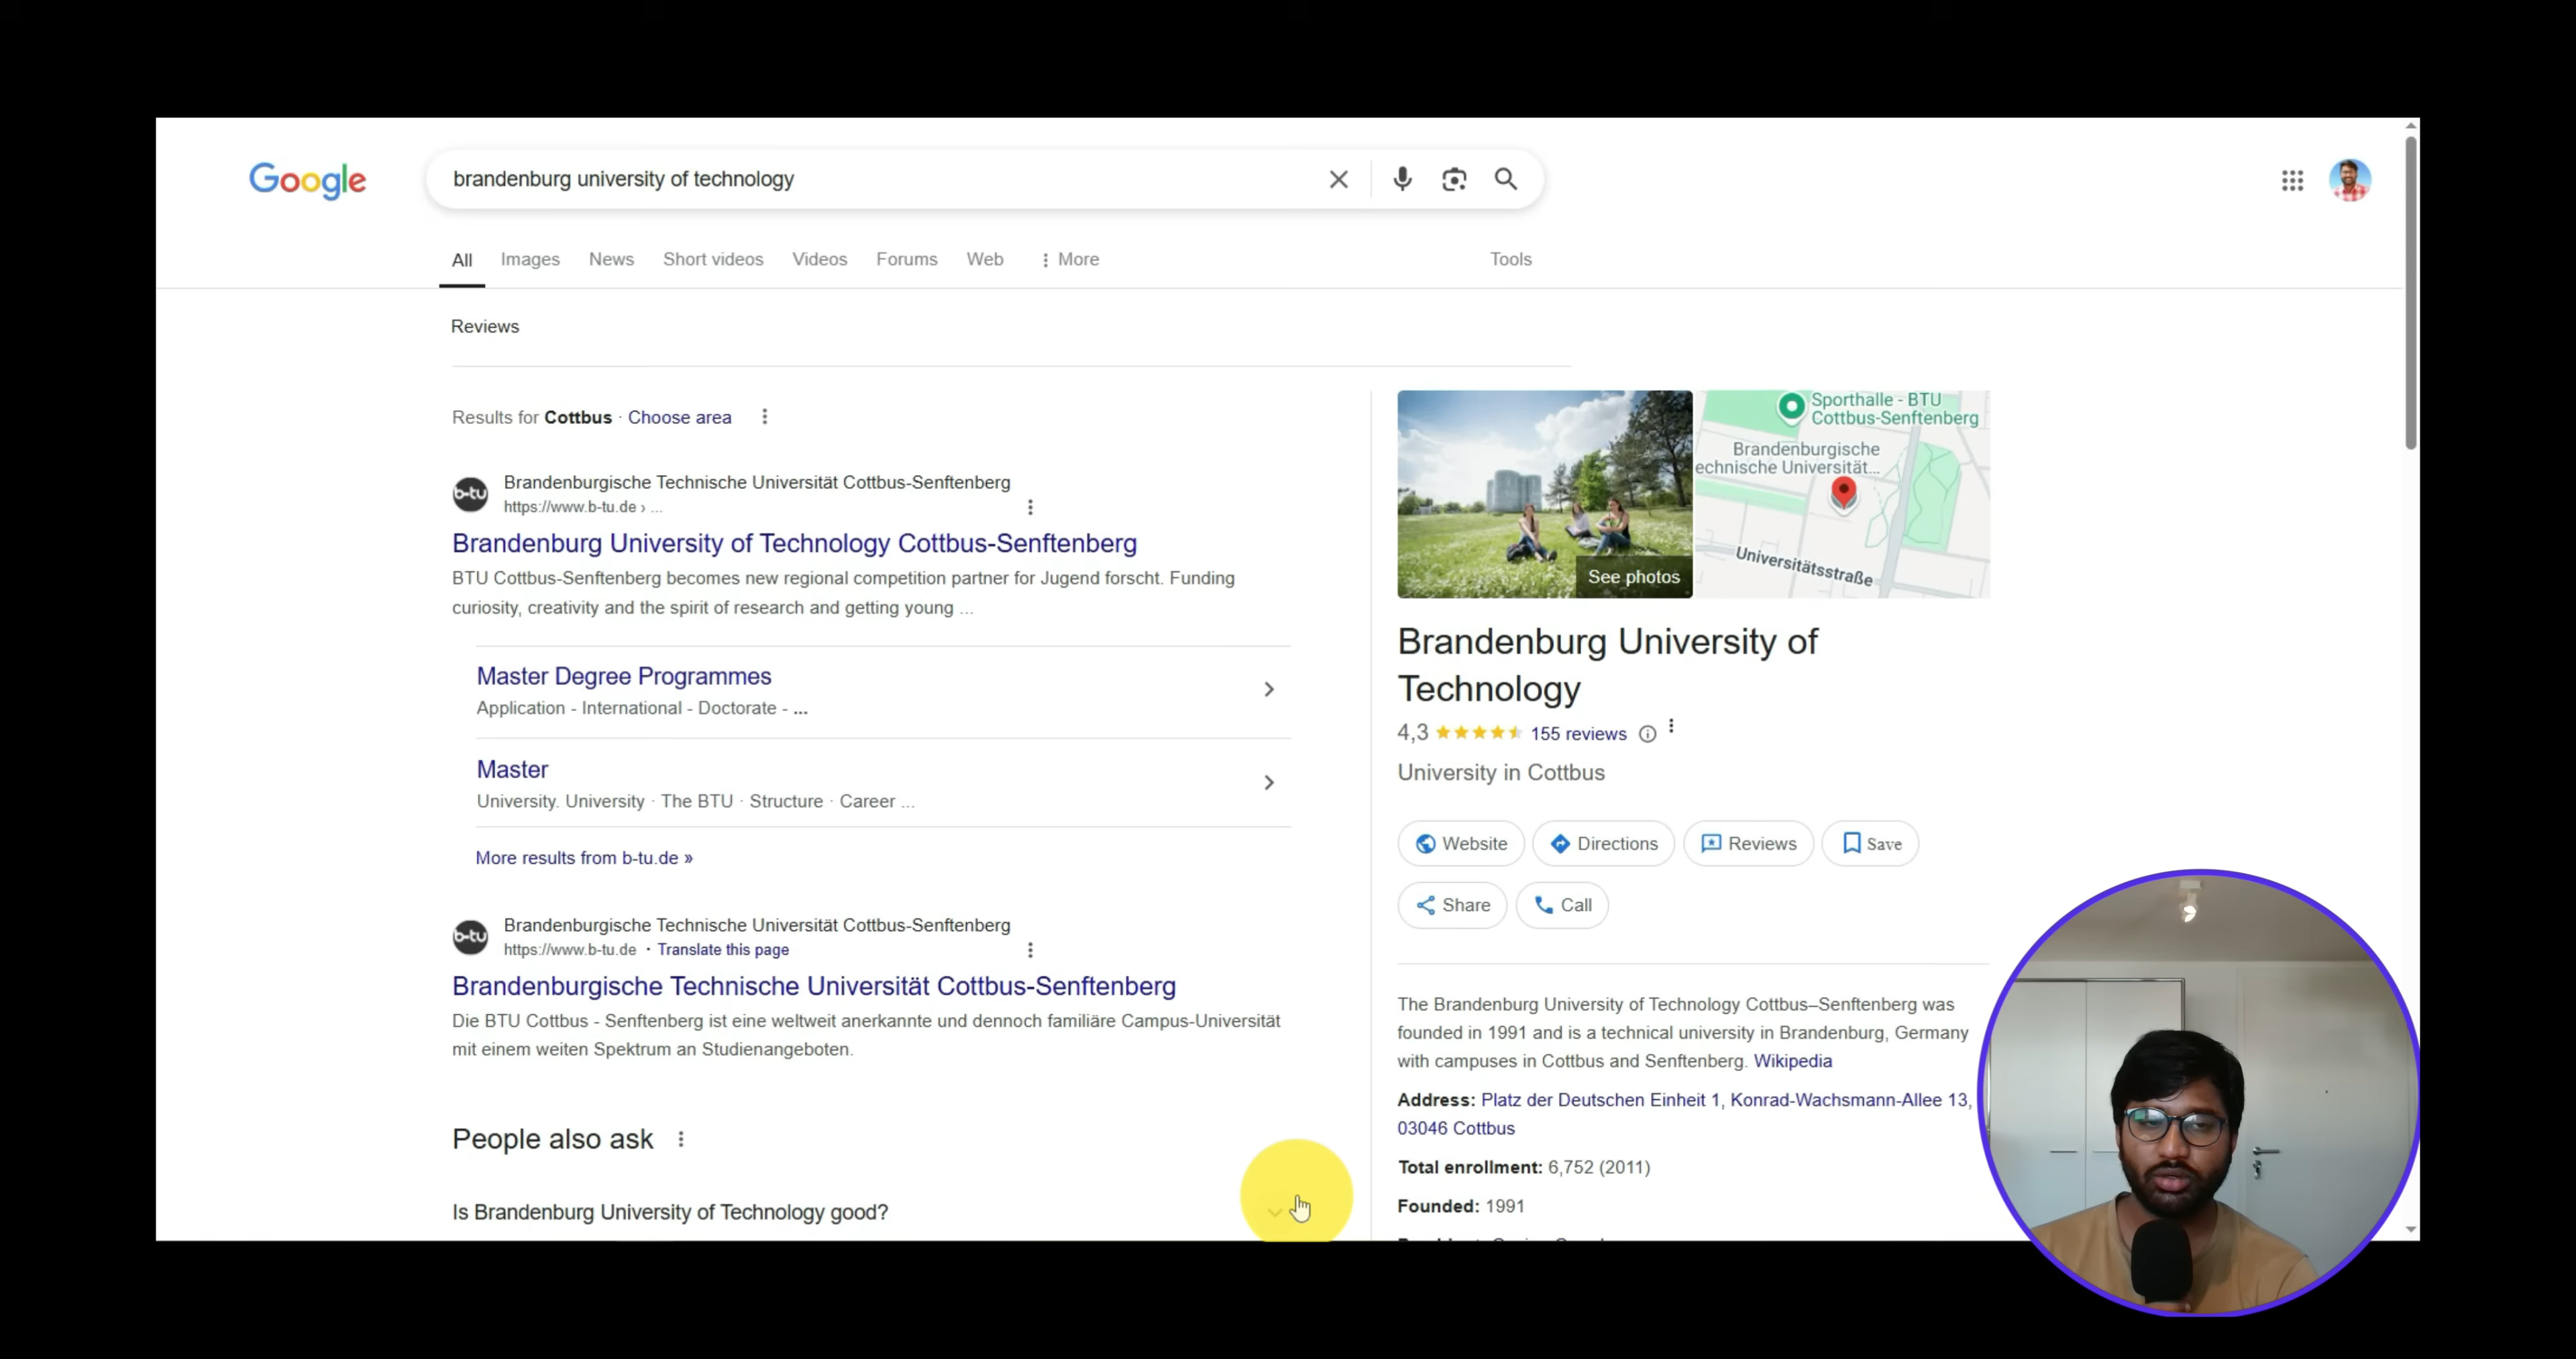 Google
brandenburg university of technology
All Images News Short videos Videos Forums Web More Tools
Reviews
Results for Cottbus · Choose area
b-tu
Brandenburgische Technische Universität Cottbus-Senftenberg
https://www.b-tu.de › ...
Brandenburg University of Technology Cottbus-Senftenberg
BTU Cottbus-Senftenberg becomes new regional competition partner for Jugend forscht. Funding
curiosity, creativity and the spirit of research and getting young ...
Master Degree Programmes
Application - International - Doctorate - ...
Master
University. University · The BTU · Structure · Career ...
More results from b-tu.de »
b-tu
Brandenburgische Technische Universität Cottbus-Senftenberg
https://www.b-tu.de · Translate this page
Brandenburgische Technische Universität Cottbus-Senftenberg
Die BTU Cottbus - Senftenberg ist eine weltweit anerkannte und dennoch familiäre Campus-Universität
mit einem weiten Spektrum an Studienangeboten.
People also ask
Is Brandenburg University of Technology good?
See photos
Sporthalle - BTU
Cottbus-Senftenberg
Brandenburgische
echnische Universität...
Universitätsstraße
Brandenburg University of
Technology
4,3 155 reviews
University in Cottbus
Website Directions Reviews Save
Share Call
The Brandenburg University of Technology Cottbus–Senftenberg was
founded in 1991 and is a technical university in Brandenburg, Germany
with campuses in Cottbus and Senftenberg. Wikipedia
Address: Platz der Deutschen Einheit 1, Konrad-Wachsmann-Allee 13,
03046 Cottbus
Total enrollment: 6,752 (2011)
Founded: 1991